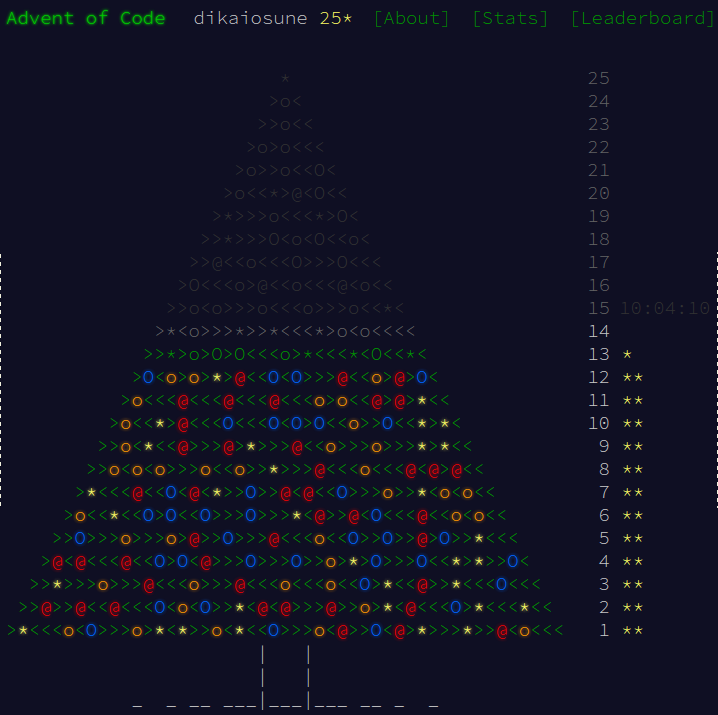 Advent of Code dikaiosune 25* [About] [Stats] [Leaderboard]
* 25
>o< 24
>>o<< 23
>o>o<<< 22
>o>>o<<O< 21
>o<<*>@<O<< 20
>*>>>o<<<*>O< 19
>>*>>>O<o<O<<o< 18
>>@<<o<<<O>>>O<<< 17
>O<<<o>@<<o<<<@<o<< 16
>>o<o>>>o<<<o>>>o<<*< 15 10:04:10
>*<o>>>*>>*<<<*>o<o<<<< 14
>>*>o>O>O<<<o>*<<<*<O<<*< 13 *
>O<o>o>*>@<<O<O>>>@<<o>@>O< 12 **
>o<<<@<<<@<<<@<<<o<o<<@>@>*<< 11 **
>o<<*>@<<<O<<<O<O<O<<o>>O<<*>*< 10 **
>>o<*<<@>>>@>*>>>@<<o>>>o>>>*>*<< 9 **
>>o<o<o>>>o<<o>>*>>>@<<<o<<<@<@<@<< 8 **
>*<<<@<<O<@<*>>O>>@<@<<O>>>o>>*<o<o<< 7 **
>o<<*<<O>O<<O>>>O>>>*<@>>@<O<<<@<<o<o<< 6 **
>>O>>>o>>>o>@>>>O>>@<<<o<<<O<O>>@>O>>*<<< 5 **
>@<@<<<@<<O<O<@>>>O>>>O>>o>*>O>>>O<<*>*>>O< 4 **
>>*>>>o>>>@<<<o>>>@<<<o<<<o<<O>*<<@>>*<<<O<<< 3 **
>>@>>@<<@<<<O<o<O>>*<@>@>>>@>>o>*<@<<<O>*<<<*<< 2 **
>*<<<o<O>>>o>*<*>>o<*<<O>>>o<@>>O<@>*>>>*>>@<o<<< 1 **